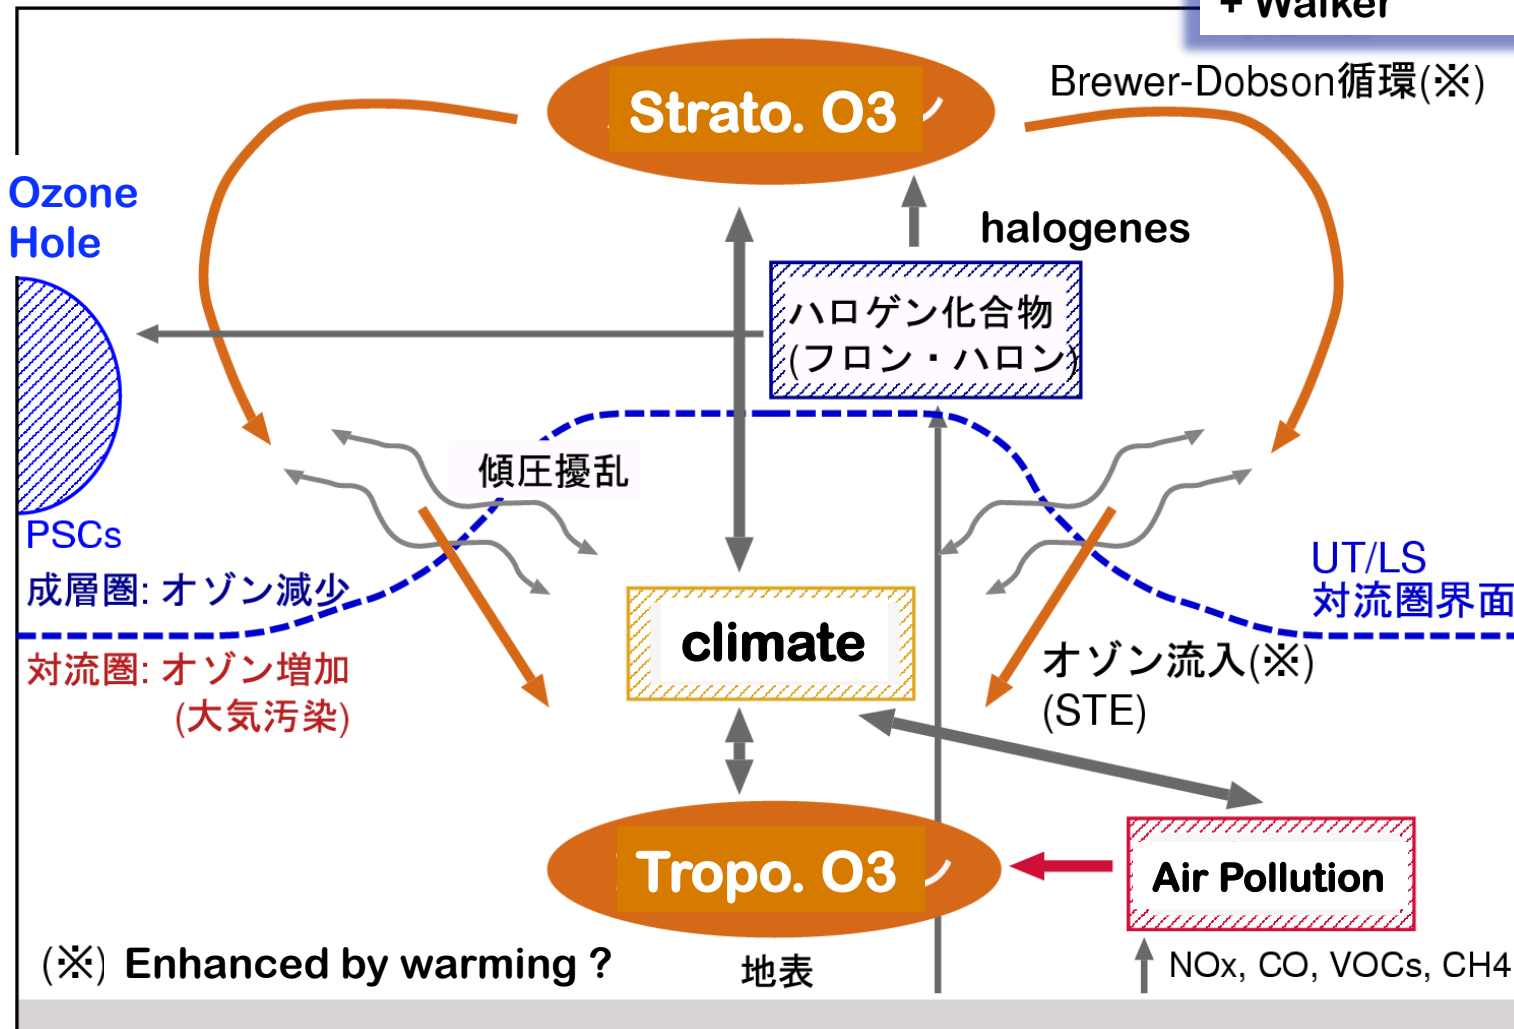 + Walker
Strato. O3
Brewer-Dobson循環(※)
Ozone
Hole
halogenes
ハロゲン化合物
(フロン・ハロン)
傾圧擾乱
PSCs
成層圏: オゾン減少
対流圏: オゾン増加
(大気汚染)
climate
UT/LS
対流圏界面
オゾン流入(※)
(STE)
Tropo. O3
Air Pollution
(※) Enhanced by warming ?
地表
NOx, CO, VOCs, CH4